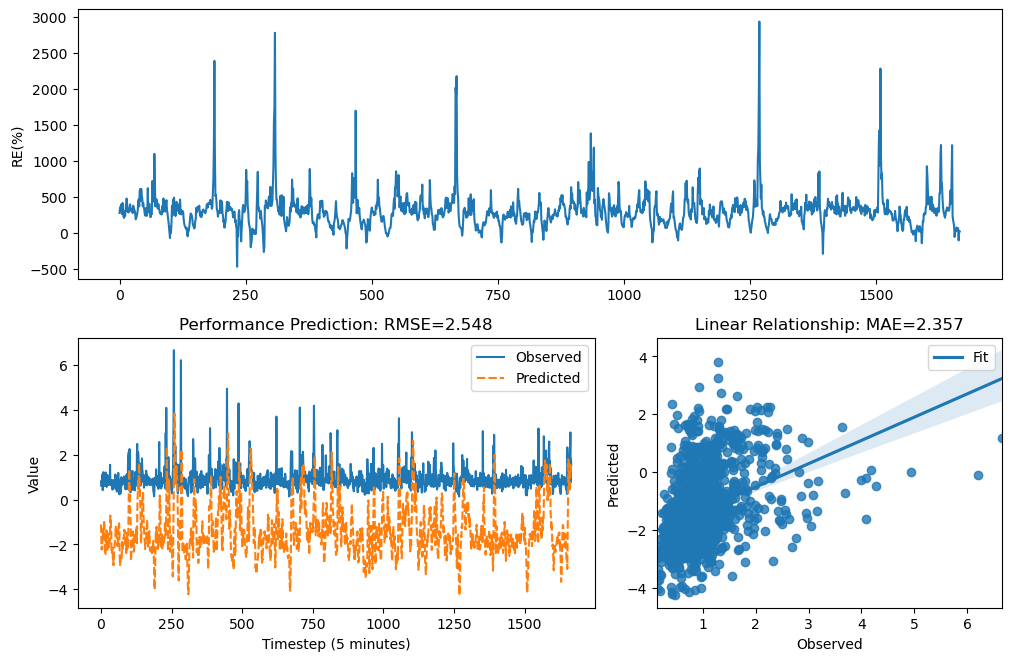 3000
2500
2000
1500
1000
500
0
−500
RE(%)
0 250 500 750 1000 1250 1500
Performance Prediction: RMSE=2.548
Observed
Predicted
6
4
2
0
−2
−4
Value
0 250 500 750 1000 1250 1500
Timestep (5 minutes)
Linear Relationship: MAE=2.357
Fit
4
2
0
−2
−4
Predicted
1 2 3 4 5 6
Observed